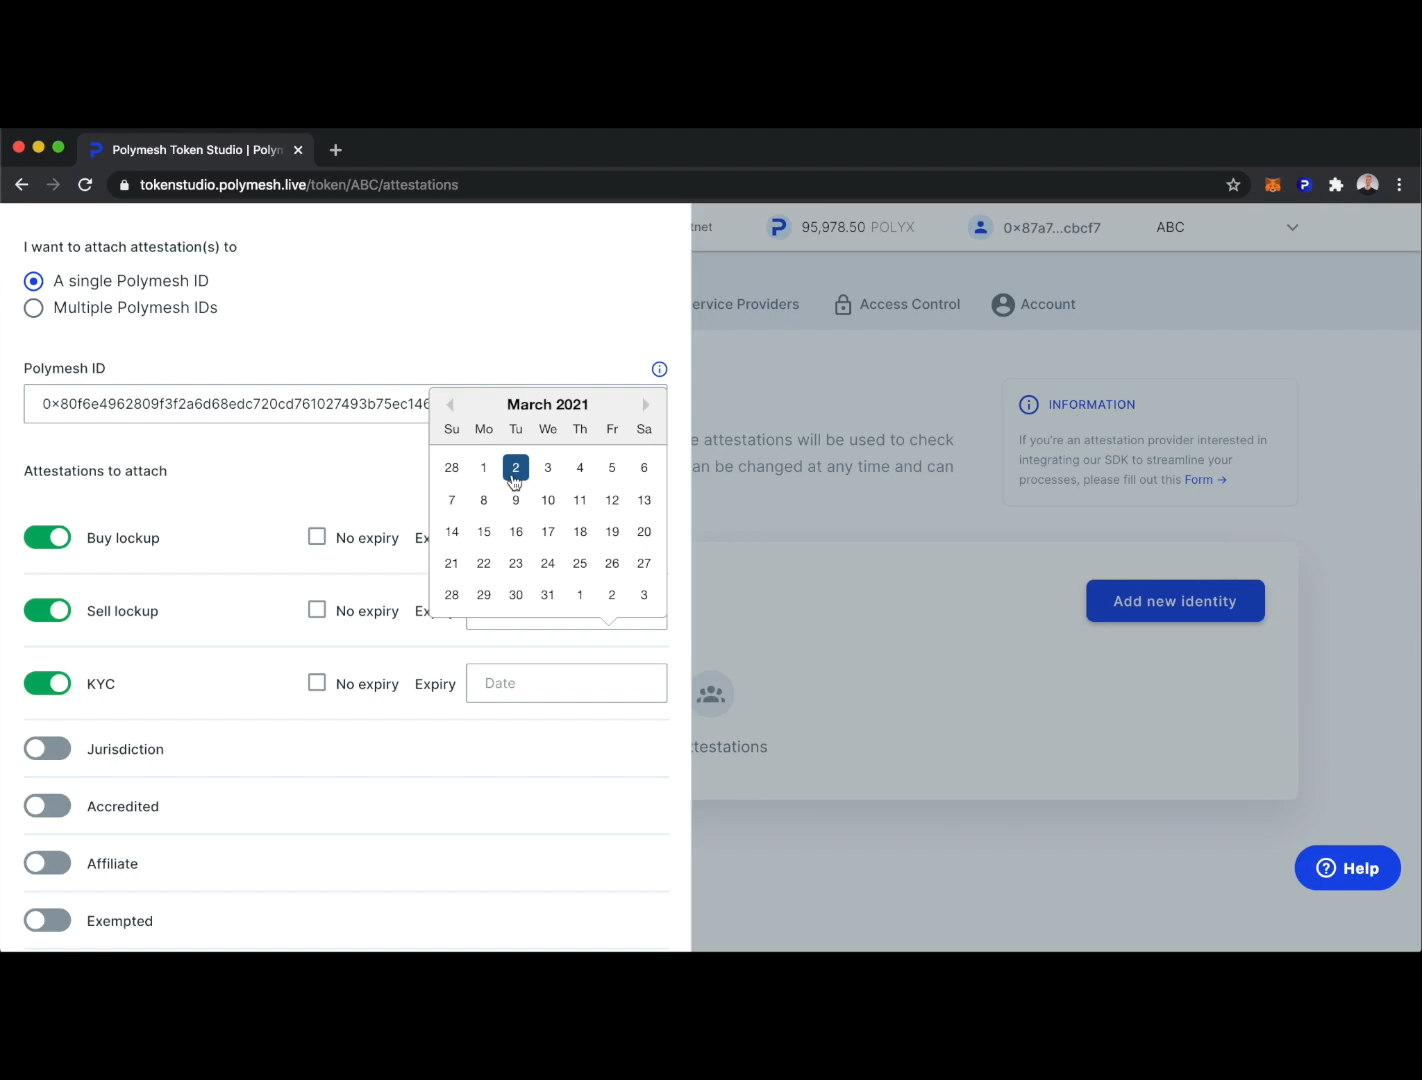 Polymesh Token Studio | Polym
tokenstudio.polymesh.live/token/ABC/attestations
I want to attach attestation(s) to
A single Polymesh ID
Multiple Polymesh IDs
Polymesh ID
0x80f6e4962809f3f2a6d68edc720cd761027493b75ec146
March 2021
Su Mo Tu We Th Fr Sa
28 1 2 3 4 5 6
7 8 9 10 11 12 13
14 15 16 17 18 19 20
21 22 23 24 25 26 27
28 29 30 31 1 2 3
Attestations to attach
Buy lockup No expiry Ex
Sell lockup No expiry Ex
KYC No expiry Expiry Date
Jurisdiction
Accredited
Affiliate
Exempted
tnet 95,978.50 POLYX 0x87a7...cbcf7 ABC
ervice Providers Access Control Account
e attestations will be used to check
an be changed at any time and can
INFORMATION
If you're an attestation provider interested in
integrating our SDK to streamline your
processes, please fill out this Form →
Add new identity
ttestations
Help